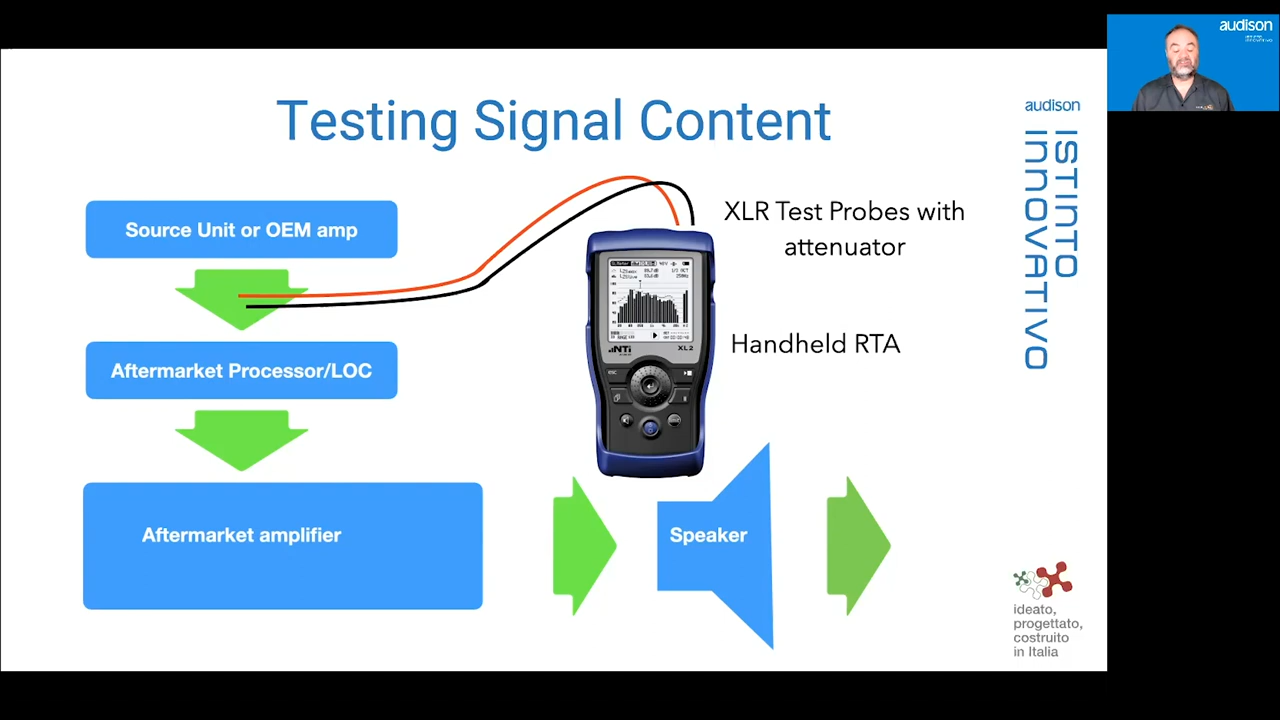 audison
Testing Signal Content
audison
ISTINTO
INNOVATIVO
Source Unit or OEM amp
XLR Test Probes with
attenuator
Handheld RTA
NTi
XL2
esc
Aftermarket Processor/LOC
Aftermarket amplifier
Speaker
ideato,
progettato,
costruito
in Italia